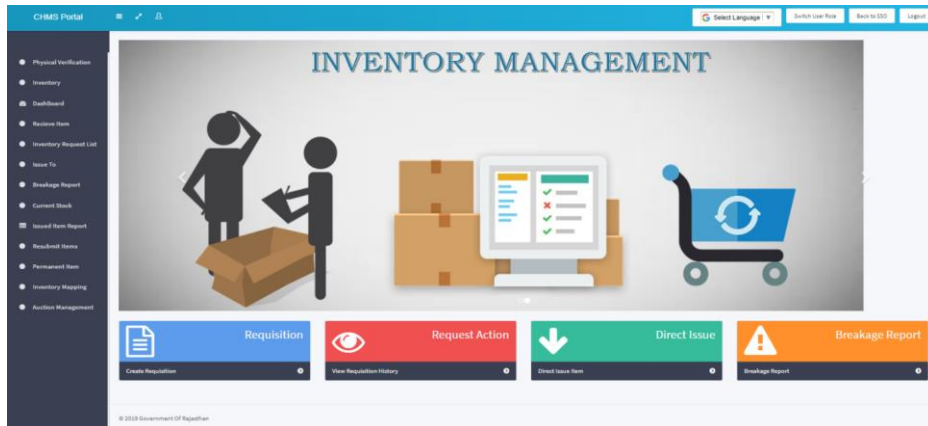 CHMS Portal
Select Language ▼
Switch User Role
Back to SSO
Logout
Physical Verification
Inventory
DashBoard
Recieve Item
Inventory Request List
Issue To
Breakage Report
Current Stock
Issued Item Report
Resubmit Items
Permanent Item
Inventory Mapping
Auction Management
INVENTORY MANAGEMENT
Requisition
Create Requisition
Request Action
View Requisition History
Direct Issue
Direct Issue Item
Breakage Report
Breakage Report
© 2019 Government Of Rajasthan